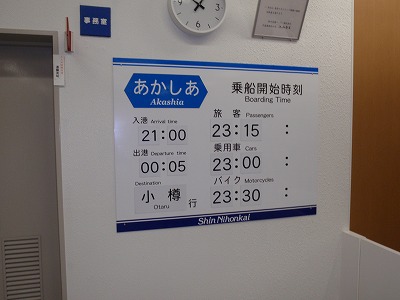 事務室
あかしあ
Akashia
乗船開始時刻
Boarding Time
入港 Arrival time
21:00
出港 Departure time
00:05
Destination
小樽 行
Otaru
旅客 Passengers
23:15 :
乗用車 Cars
23:00 :
バイク Motorcycles
23:30 :
Shin Nihonkai